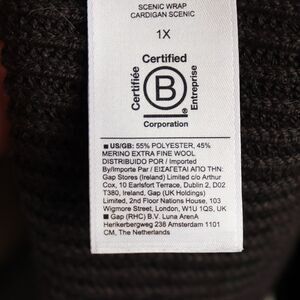 SCENIC WRAP
CARDIGAN SCENIC
1X
Certified
Certifiée
B
Entreprise
Corporation
■ US/GB: 55% POLYESTER, 45%
MERINO EXTRA FINE WOOL
DISTRIBUIDO POR / Imported
By/Importe Par / ΕΙΣΑΓΕΤΑΙ ΑΠΟ ΤΗΝ:
Gap Stores (Ireland) Limited c/o Arthur
Cox, 10 Earlsfort Terrace, Dublin 2, D02
T380, Ireland, Gap (UK Holdings)
Limited, 2nd Floor Nations House, 103
Wigmore Street, London, W1U 1QS, UK
■ Gap (RHC) B.V. Luna ArenA
Herikerbergweg 238 Amsterdam 1101
CM, The Netherlands